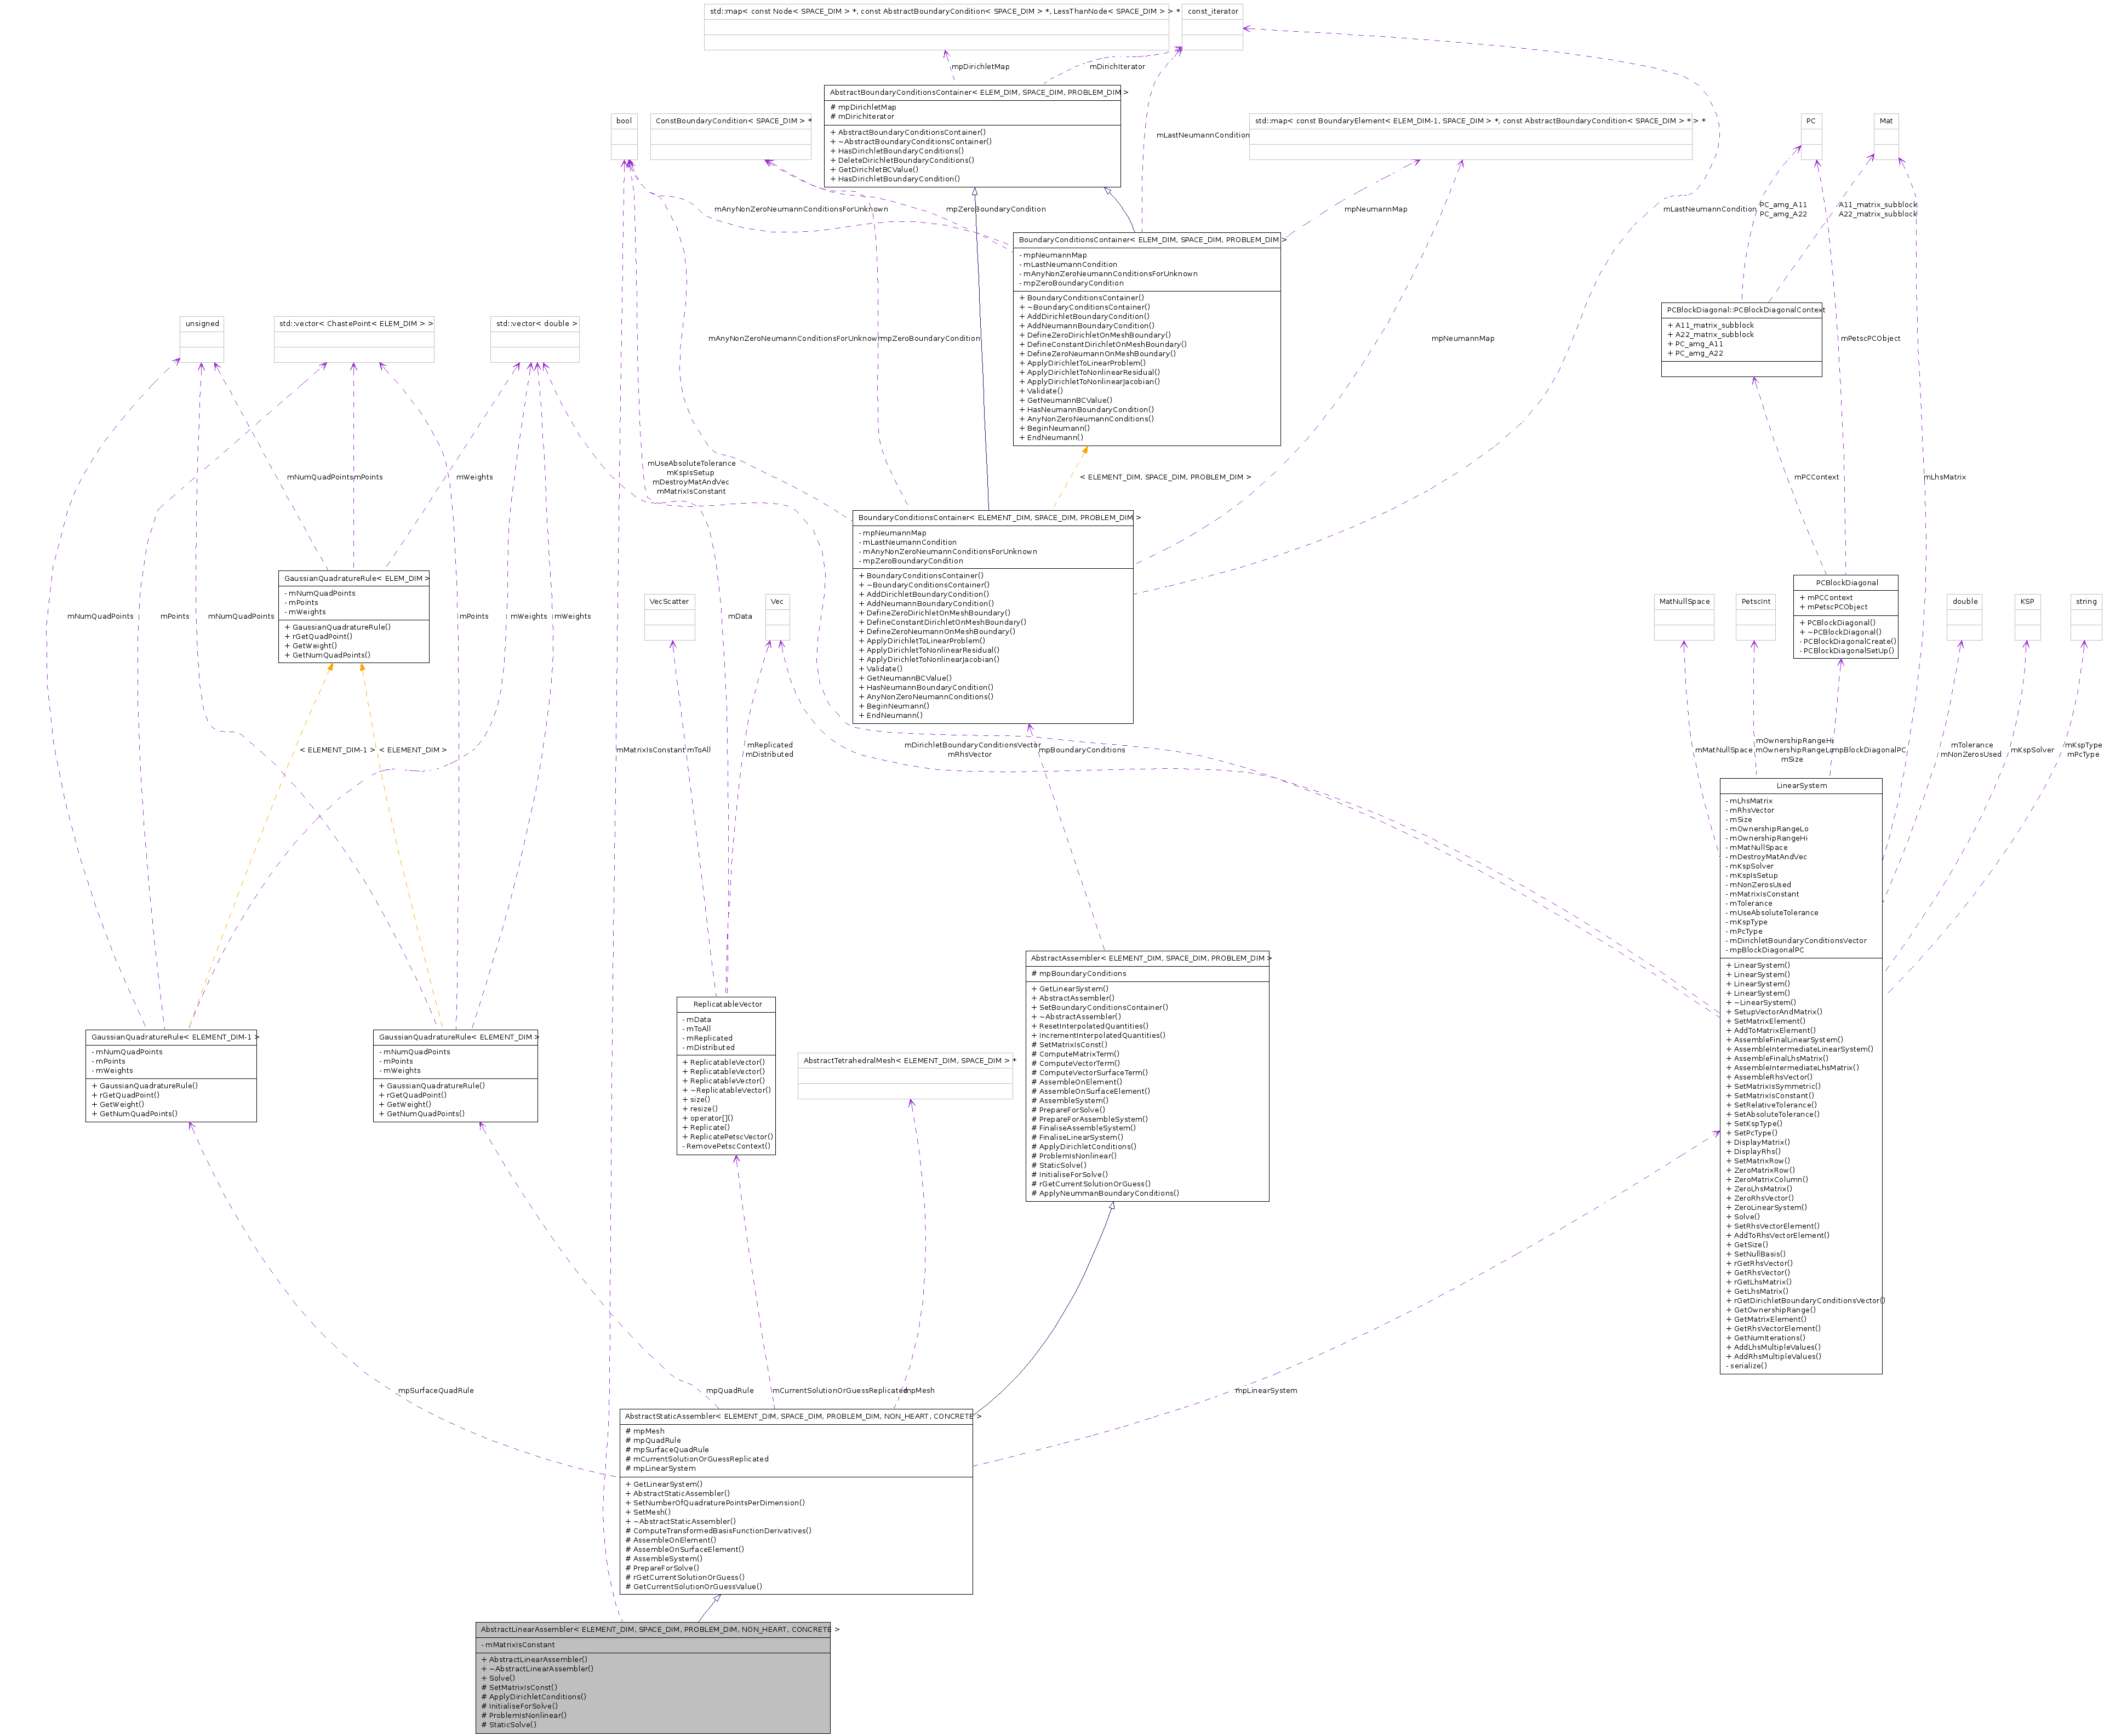 std::map< const Node< SPACE_DIM > *, const AbstractBoundaryCondition< SPACE_DIM > *, LessThanNode< SPACE_DIM > > *
const_iterator
mpDirichletMap
mDirichIterator
AbstractBoundaryConditionsContainer< ELEM_DIM, SPACE_DIM, PROBLEM_DIM >
# mpDirichletMap
# mDirichIterator
+ AbstractBoundaryConditionsContainer()
+ ~AbstractBoundaryConditionsContainer()
+ HasDirichletBoundaryConditions()
+ DeleteDirichletBoundaryConditions()
+ GetDirichletBCValue()
+ HasDirichletBoundaryCondition()
bool
ConstBoundaryCondition< SPACE_DIM > *
mLastNeumannCondition
std::map< const BoundaryElement< ELEM_DIM-1, SPACE_DIM > *, const AbstractBoundaryCondition< SPACE_DIM > * > *
PC
Mat
mAnyNonZeroNeumannConditionsForUnknown
mpZeroBoundaryCondition
mpNeumannMap
mLastNeumannCondition
PC_amg_A11
PC_amg_A22
A11_matrix_subblock
A22_matrix_subblock
BoundaryConditionsContainer< ELEM_DIM, SPACE_DIM, PROBLEM_DIM >
- mpNeumannMap
- mLastNeumannCondition
- mAnyNonZeroNeumannConditionsForUnknown
- mpZeroBoundaryCondition
+ BoundaryConditionsContainer()
+ ~BoundaryConditionsContainer()
+ AddDirichletBoundaryCondition()
+ AddNeumannBoundaryCondition()
+ DefineZeroDirichletOnMeshBoundary()
+ DefineConstantDirichletOnMeshBoundary()
+ DefineZeroNeumannOnMeshBoundary()
+ ApplyDirichletToLinearProblem()
+ ApplyDirichletToNonlinearResidual()
+ ApplyDirichletToNonlinearJacobian()
+ Validate()
+ GetNeumannBCValue()
+ HasNeumannBoundaryCondition()
+ AnyNonZeroNeumannConditions()
+ BeginNeumann()
+ EndNeumann()
PCBlockDiagonal::PCBlockDiagonalContext
+ A11_matrix_subblock
+ A22_matrix_subblock
+ PC_amg_A11
+ PC_amg_A22
unsigned
std::vector< ChastePoint< ELEM_DIM > >
std::vector< double >
mAnyNonZeroNeumannConditionsForUnknown
mpZeroBoundaryCondition
mpNeumannMap
mPetscPCObject
mNumQuadPoints
mPoints
mWeights
mUseAbsoluteTolerance
mKspIsSetup
mDestroyMatAndVec
mMatrixIsConstant
< ELEMENT_DIM, SPACE_DIM, PROBLEM_DIM >
mPCContext
mLhsMatrix
BoundaryConditionsContainer< ELEMENT_DIM, SPACE_DIM, PROBLEM_DIM >
- mpNeumannMap
- mLastNeumannCondition
- mAnyNonZeroNeumannConditionsForUnknown
- mpZeroBoundaryCondition
+ BoundaryConditionsContainer()
+ ~BoundaryConditionsContainer()
+ AddDirichletBoundaryCondition()
+ AddNeumannBoundaryCondition()
+ DefineZeroDirichletOnMeshBoundary()
+ DefineConstantDirichletOnMeshBoundary()
+ DefineZeroNeumannOnMeshBoundary()
+ ApplyDirichletToLinearProblem()
+ ApplyDirichletToNonlinearResidual()
+ ApplyDirichletToNonlinearJacobian()
+ Validate()
+ GetNeumannBCValue()
+ HasNeumannBoundaryCondition()
+ AnyNonZeroNeumannConditions()
+ BeginNeumann()
+ EndNeumann()
GaussianQuadratureRule< ELEM_DIM >
- mNumQuadPoints
- mPoints
- mWeights
+ GaussianQuadratureRule()
+ rGetQuadPoint()
+ GetWeight()
+ GetNumQuadPoints()
PCBlockDiagonal
+ mPCContext
+ mPetscPCObject
+ PCBlockDiagonal()
+ ~PCBlockDiagonal()
- PCBlockDiagonalCreate()
- PCBlockDiagonalSetUp()
mNumQuadPoints
mPoints
mNumQuadPoints
mPoints
mWeights
mWeights
VecScatter
mData
Vec
MatNullSpace
PetscInt
double
KSP
string
< ELEMENT_DIM-1 >
< ELEMENT_DIM >
mMatrixIsConstant
mToAll
mReplicated
mDistributed
mDirichletBoundaryConditionsVector
mRhsVector
mpBoundaryConditions
mMatNullSpace
mOwnershipRangeHi
mOwnershipRangeLo
mSize
mpBlockDiagonalPC
mTolerance
mNonZerosUsed
mKspSolver
mKspType
mPcType
LinearSystem
- mLhsMatrix
- mRhsVector
- mSize
- mOwnershipRangeLo
- mOwnershipRangeHi
- mMatNullSpace
- mDestroyMatAndVec
- mKspSolver
- mKspIsSetup
- mNonZerosUsed
- mMatrixIsConstant
- mTolerance
- mUseAbsoluteTolerance
- mKspType
- mPcType
- mDirichletBoundaryConditionsVector
- mpBlockDiagonalPC
+ LinearSystem()
+ LinearSystem()
+ LinearSystem()
+ LinearSystem()
+ ~LinearSystem()
+ SetupVectorAndMatrix()
+ SetMatrixElement()
+ AddToMatrixElement()
+ AssembleFinalLinearSystem()
+ AssembleIntermediateLinearSystem()
+ AssembleFinalLhsMatrix()
+ AssembleIntermediateLhsMatrix()
+ AssembleRhsVector()
+ SetMatrixIsSymmetric()
+ SetMatrixIsConstant()
+ SetRelativeTolerance()
+ SetAbsoluteTolerance()
+ SetKspType()
+ SetPcType()
+ DisplayMatrix()
+ DisplayRhs()
+ SetMatrixRow()
+ ZeroMatrixRow()
+ ZeroMatrixColumn()
+ ZeroLhsMatrix()
+ ZeroRhsVector()
+ ZeroLinearSystem()
+ Solve()
+ SetRhsVectorElement()
+ AddToRhsVectorElement()
+ GetSize()
+ SetNullBasis()
+ rGetRhsVector()
+ GetRhsVector()
+ rGetLhsMatrix()
+ GetLhsMatrix()
+ rGetDirichletBoundaryConditionsVector()
+ GetOwnershipRange()
+ GetMatrixElement()
+ GetRhsVectorElement()
+ GetNumIterations()
+ AddLhsMultipleValues()
+ AddRhsMultipleValues()
- serialize()
AbstractAssembler< ELEMENT_DIM, SPACE_DIM, PROBLEM_DIM >
# mpBoundaryConditions
+ GetLinearSystem()
+ AbstractAssembler()
+ SetBoundaryConditionsContainer()
+ ~AbstractAssembler()
+ ResetInterpolatedQuantities()
+ IncrementInterpolatedQuantities()
# SetMatrixIsConst()
# ComputeMatrixTerm()
# ComputeVectorTerm()
# ComputeVectorSurfaceTerm()
# AssembleOnElement()
# AssembleOnSurfaceElement()
# AssembleSystem()
# PrepareForSolve()
# PrepareForAssembleSystem()
# FinaliseAssembleSystem()
# FinaliseLinearSystem()
# ApplyDirichletConditions()
# ProblemIsNonlinear()
# StaticSolve()
# InitialiseForSolve()
# rGetCurrentSolutionOrGuess()
# ApplyNeummanBoundaryConditions()
ReplicatableVector
- mData
- mToAll
- mReplicated
- mDistributed
+ ReplicatableVector()
+ ReplicatableVector()
+ ReplicatableVector()
+ ~ReplicatableVector()
+ size()
+ resize()
+ operator[]()
+ Replicate()
+ ReplicatePetscVector()
- RemovePetscContext()
AbstractTetrahedralMesh< ELEMENT_DIM, SPACE_DIM > *
GaussianQuadratureRule< ELEMENT_DIM-1 >
- mNumQuadPoints
- mPoints
- mWeights
+ GaussianQuadratureRule()
+ rGetQuadPoint()
+ GetWeight()
+ GetNumQuadPoints()
GaussianQuadratureRule< ELEMENT_DIM >
- mNumQuadPoints
- mPoints
- mWeights
+ GaussianQuadratureRule()
+ rGetQuadPoint()
+ GetWeight()
+ GetNumQuadPoints()
mpSurfaceQuadRule
mpQuadRule
mCurrentSolutionOrGuessReplicated
mpMesh
mpLinearSystem
AbstractStaticAssembler< ELEMENT_DIM, SPACE_DIM, PROBLEM_DIM, NON_HEART, CONCRETE >
# mpMesh
# mpQuadRule
# mpSurfaceQuadRule
# mCurrentSolutionOrGuessReplicated
# mpLinearSystem
+ GetLinearSystem()
+ AbstractStaticAssembler()
+ SetNumberOfQuadraturePointsPerDimension()
+ SetMesh()
+ ~AbstractStaticAssembler()
# ComputeTransformedBasisFunctionDerivatives()
# AssembleOnElement()
# AssembleOnSurfaceElement()
# AssembleSystem()
# PrepareForSolve()
# rGetCurrentSolutionOrGuess()
# GetCurrentSolutionOrGuessValue()
AbstractLinearAssembler< ELEMENT_DIM, SPACE_DIM, PROBLEM_DIM, NON_HEART, CONCRETE >
- mMatrixIsConstant
+ AbstractLinearAssembler()
+ ~AbstractLinearAssembler()
+ Solve()
# SetMatrixIsConst()
# ApplyDirichletConditions()
# InitialiseForSolve()
# ProblemIsNonlinear()
# StaticSolve()